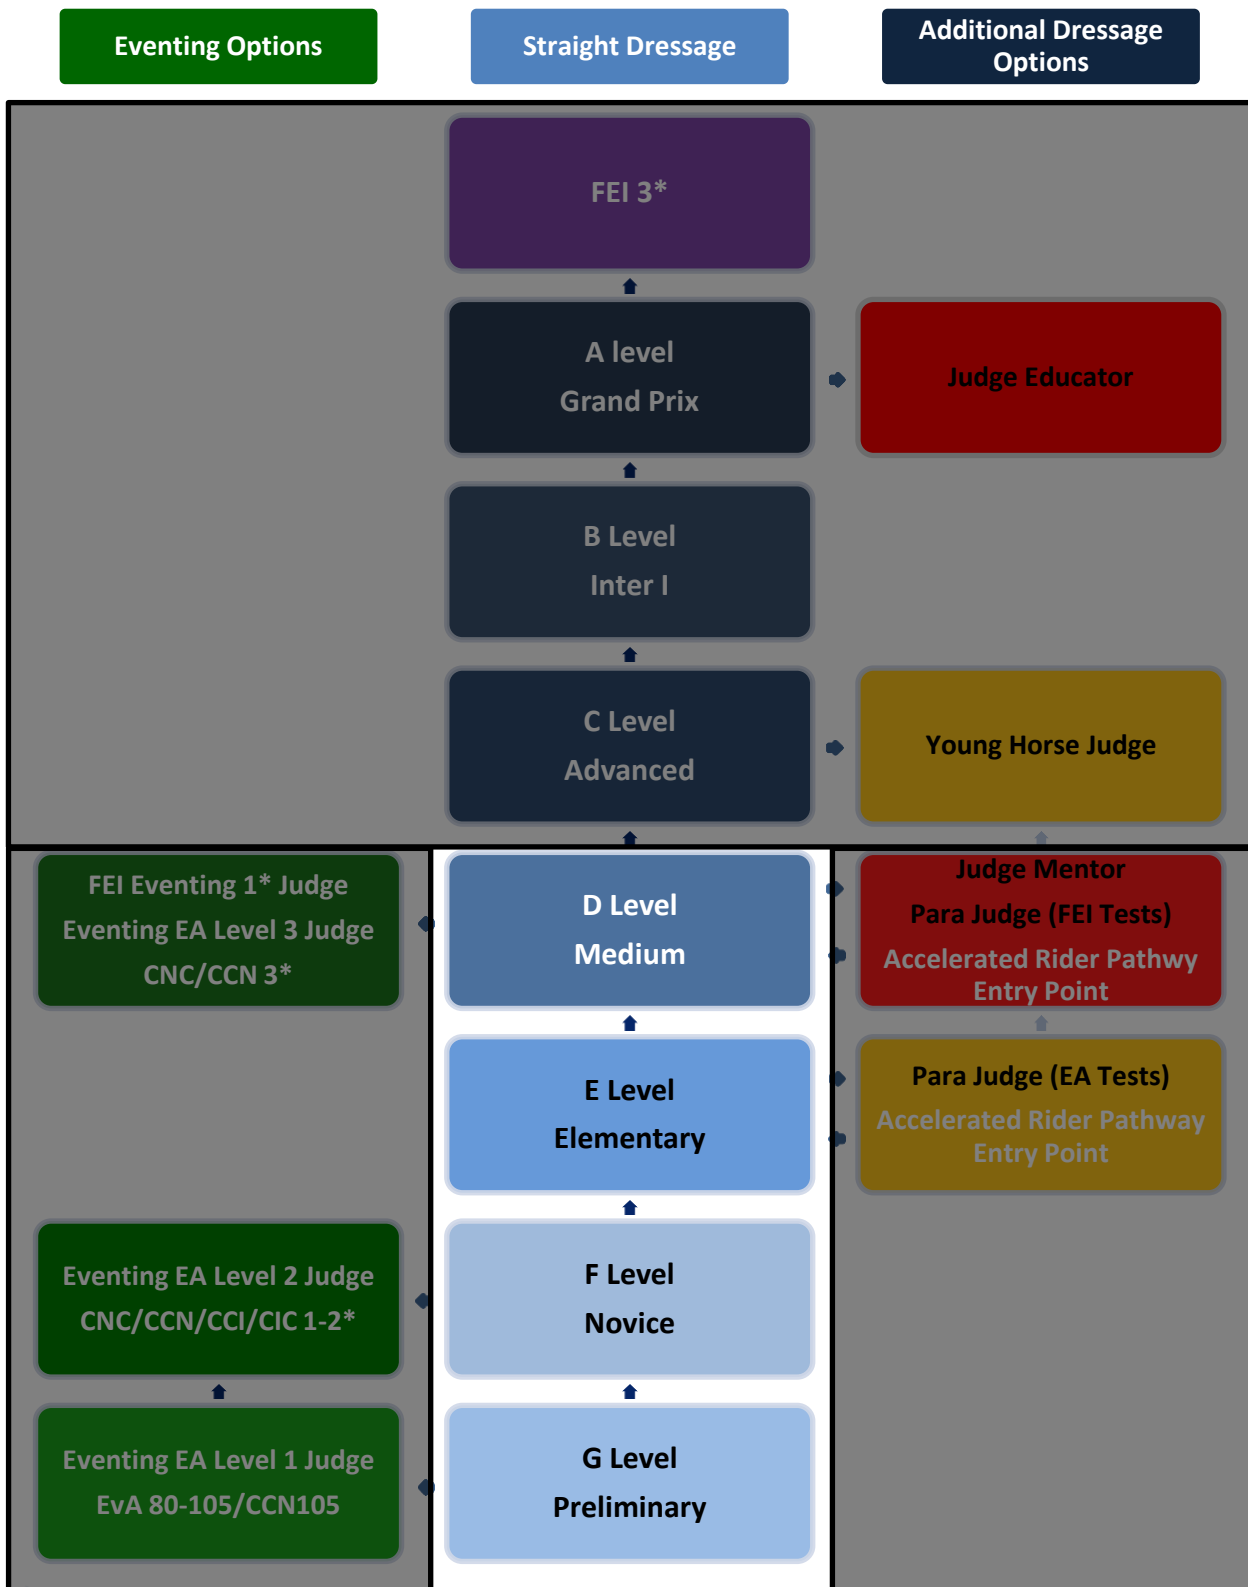 Eventing Options
Straight Dressage
Additional Dressage
Options
FEI 3*
A level
Grand Prix
Judge Educator
B Level
Inter I
C Level
Advanced
Young Horse Judge
FEI Eventing 1* Judge
Eventing EA Level 3 Judge
CNC/CCN 3*
D Level
Medium
Judge Mentor
Para Judge (FEI Tests)
Accelerated Rider Pathwy
Entry Point
E Level
Elementary
Para Judge (EA Tests)
Accelerated Rider Pathway
Entry Point
Eventing EA Level 2 Judge
CNC/CCN/CCI/CIC 1-2*
F Level
Novice
Eventing EA Level 1 Judge
EvA 80-105/CCN105
G Level
Preliminary